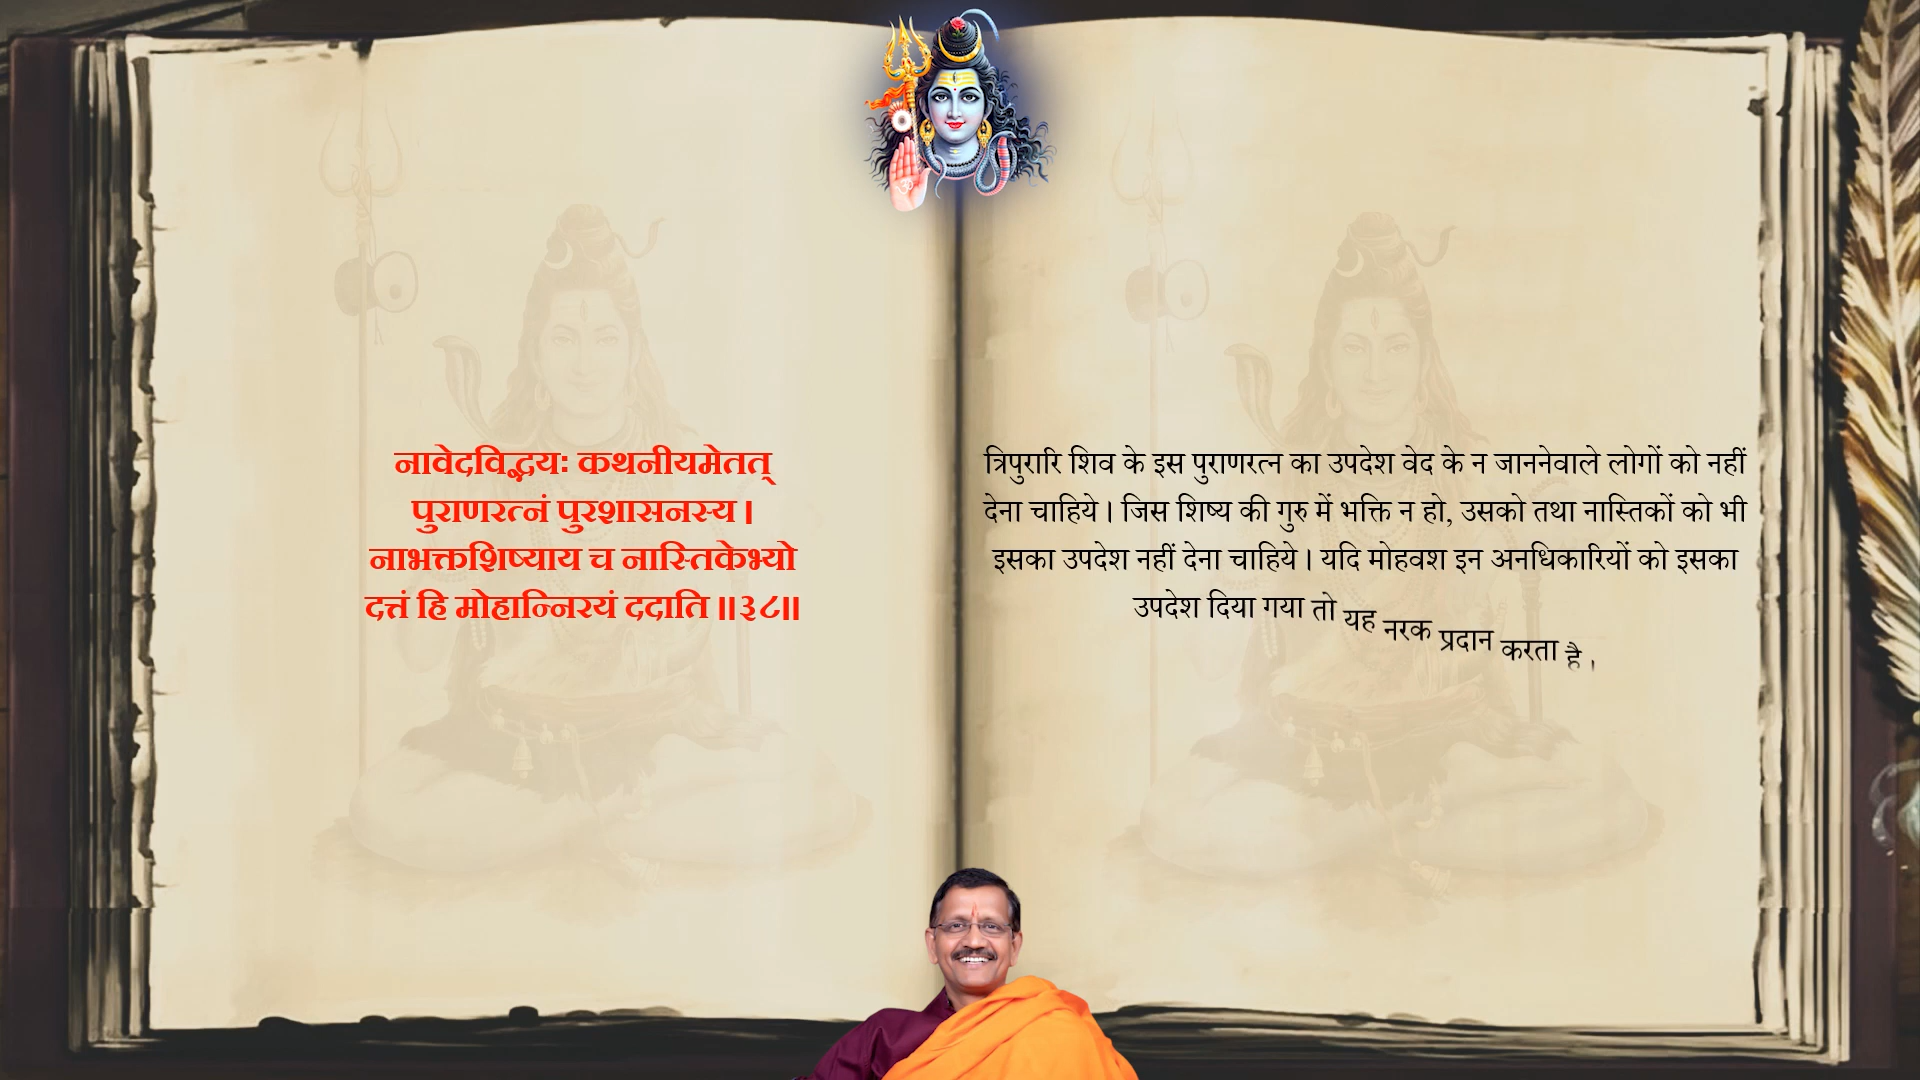 नावेदविद्भ्यः कथनीयमेतत्
पुराणरत्नं पुरशासनस्य ।
नाभक्तशिष्याय च नास्तिकेभ्यो
दत्तं हि मोहान्निरयं ददाति ॥३८॥
त्रिपुरारि शिव के इस पुराणरत्न का उपदेश वेद के न जाननेवाले लोगों को नहीं
देना चाहिये । जिस शिष्य की गुरु में भक्ति न हो, उसको तथा नास्तिकों को भी
इसका उपदेश नहीं देना चाहिये । यदि मोहवश इन अनधिकारियों को इसका
उपदेश दिया गया तो यह नरक प्रदान करता है ।